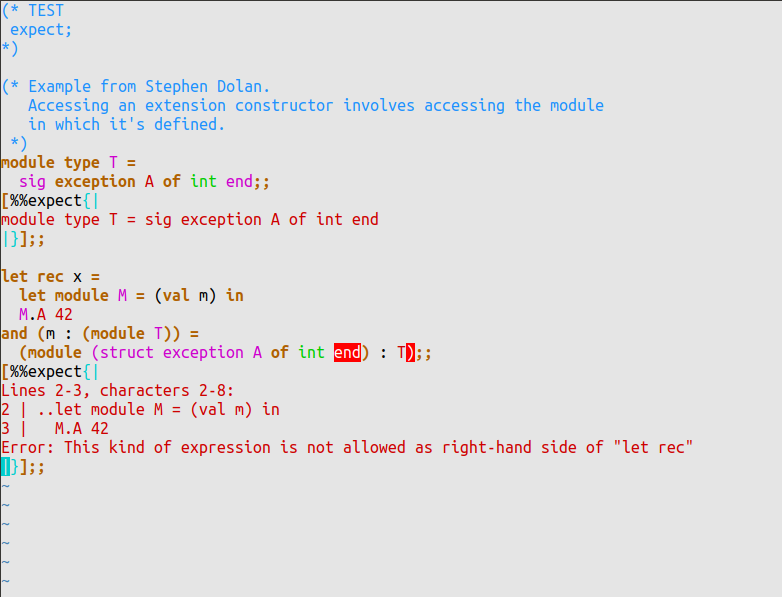 (* TEST
 expect;
*)

(* Example from Stephen Dolan.
   Accessing an extension constructor involves accessing the module
   in which it's defined.
 *)
module type T =
  sig exception A of int end;;
[%%expect{|
module type T = sig exception A of int end
|}];;

let rec x =
  let module M = (val m) in
  M.A 42
and (m : (module T)) =
  (module (struct exception A of int end) : T);;
[%%expect{|
Lines 2-3, characters 2-8:
2 | ..let module M = (val m) in
3 |   M.A 42
Error: This kind of expression is not allowed as right-hand side of "let rec"
|}];;
~
~
~
~
~
~